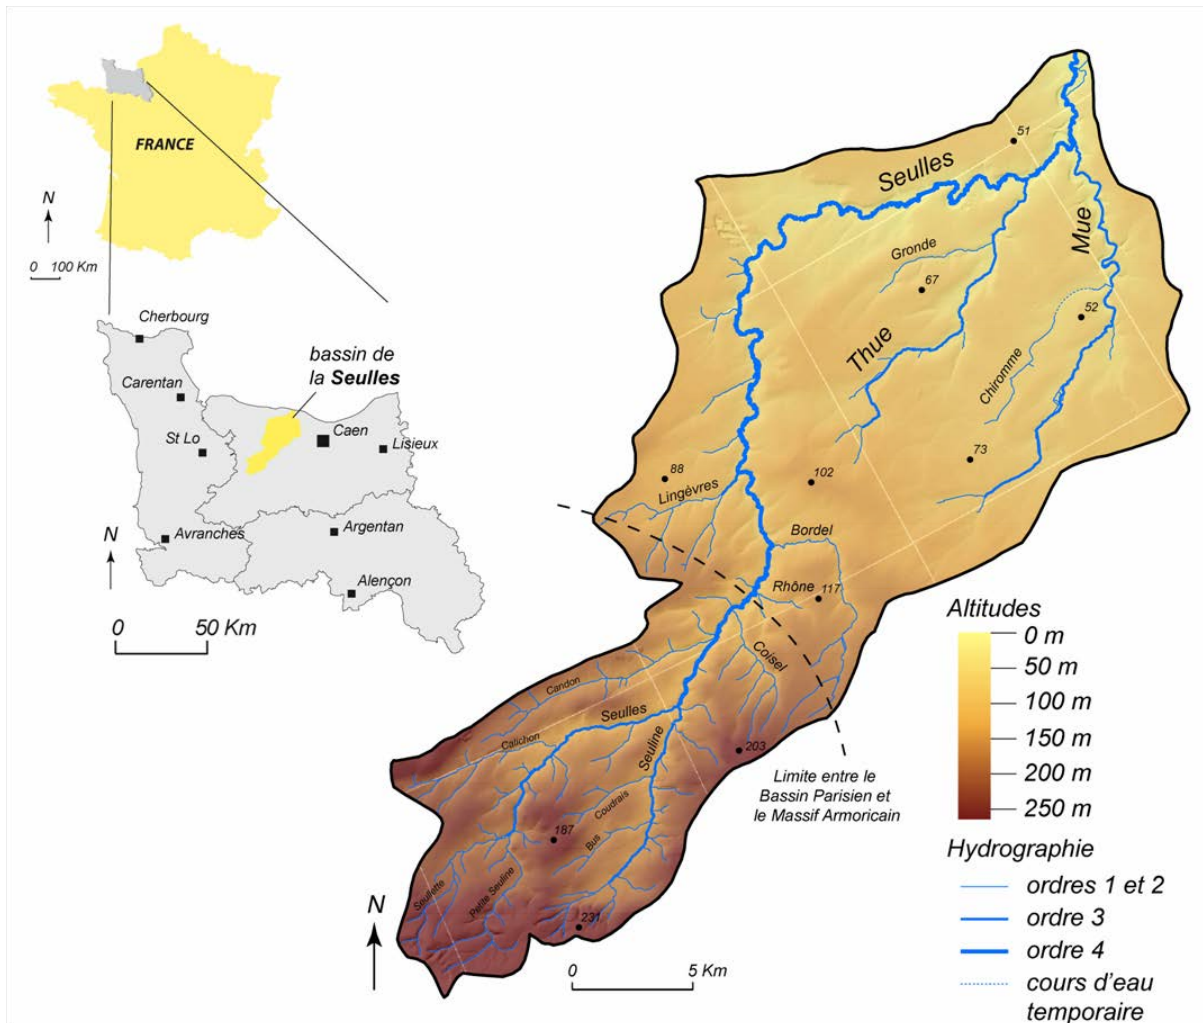 FRANCE
N
0 100 Km
Cherbourg
Carentan
St Lo
bassin de
la Seulles
Caen
Lisieux
Avranches
Argentan
Alençon
N
0 50 Km
51
Seulles
Mue
Gronde
67
52
Thue
Chiromme
73
88
102
Lingèvres
Bordel
Rhône
117
Coisel
Candon
Seulles
Calichon
Seuline
203
Limite entre le
Bassin Parisien et
le Massif Armoricain
Coudrais
187
Bus
Seullette
Petite Seuline
231
N
0 5 Km
Altitudes
0 m
50 m
100 m
150 m
200 m
250 m
Hydrographie
ordres 1 et 2
ordre 3
ordre 4
cours d'eau
temporaire